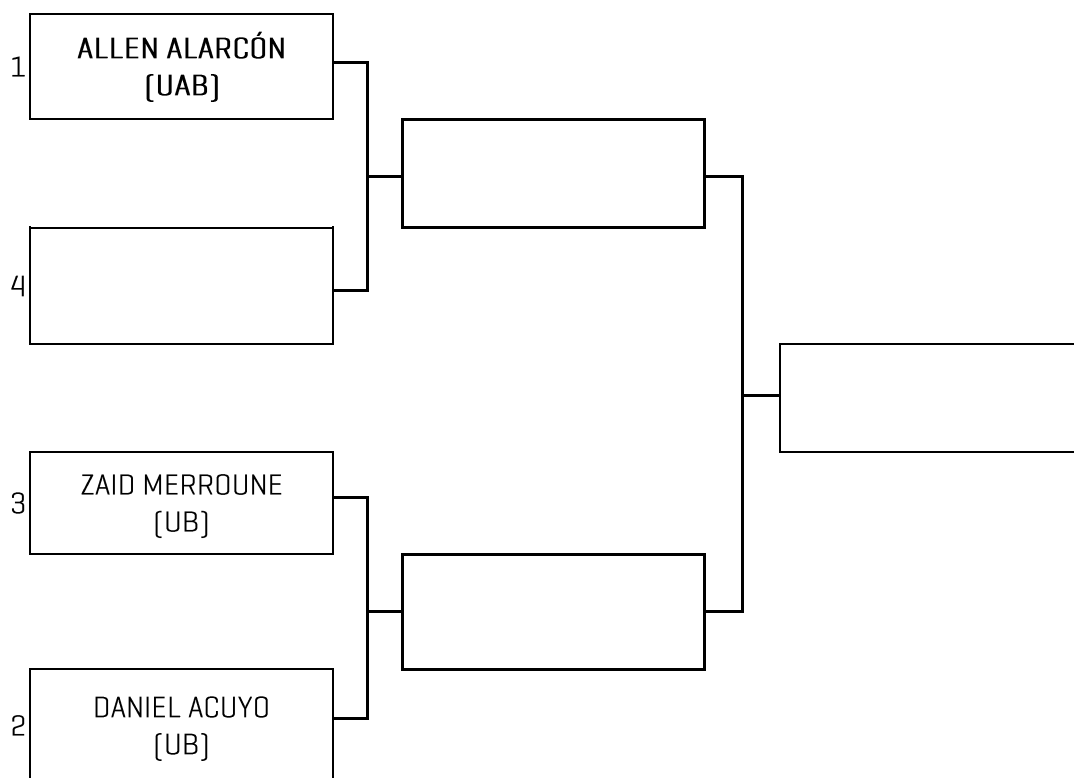 1
ALLEN ALARCÓN
(UAB)
4
3
ZAID MERROUNE
(UB)
2
DANIEL ACUYO
(UB)